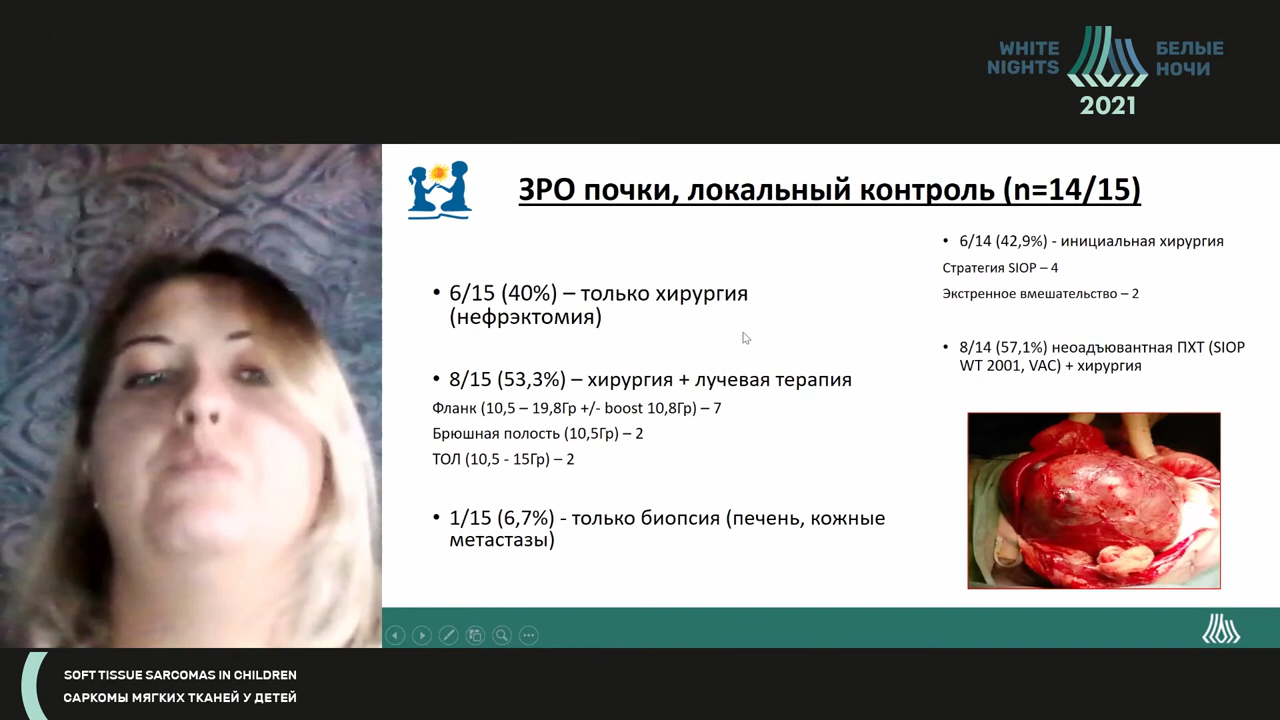 WHITE
NIGHTS
БЕЛЫЕ
НОЧИ
2021
ЗРО почки, локальный контроль (n=14/15)
• 6/15 (40%) – только хирургия
(нефрэктомия)
• 8/15 (53,3%) – хирургия + лучевая терапия
Фланк (10,5 – 19,8Гр +/- boost 10,8Гр) – 7
Брюшная полость (10,5Гр) – 2
ТОЛ (10,5 - 15Гр) – 2
• 1/15 (6,7%) - только биопсия (печень, кожные
метастазы)
• 6/14 (42,9%) - инициальная хирургия
Стратегия SIOP – 4
Экстренное вмешательство – 2
• 8/14 (57,1%) неоадъювантная ПХТ (SIOP
WT 2001, VAC) + хирургия
SOFT TISSUE SARCOMAS IN CHILDREN
САРКОМЫ МЯГКИХ ТКАНЕЙ У ДЕТЕЙ